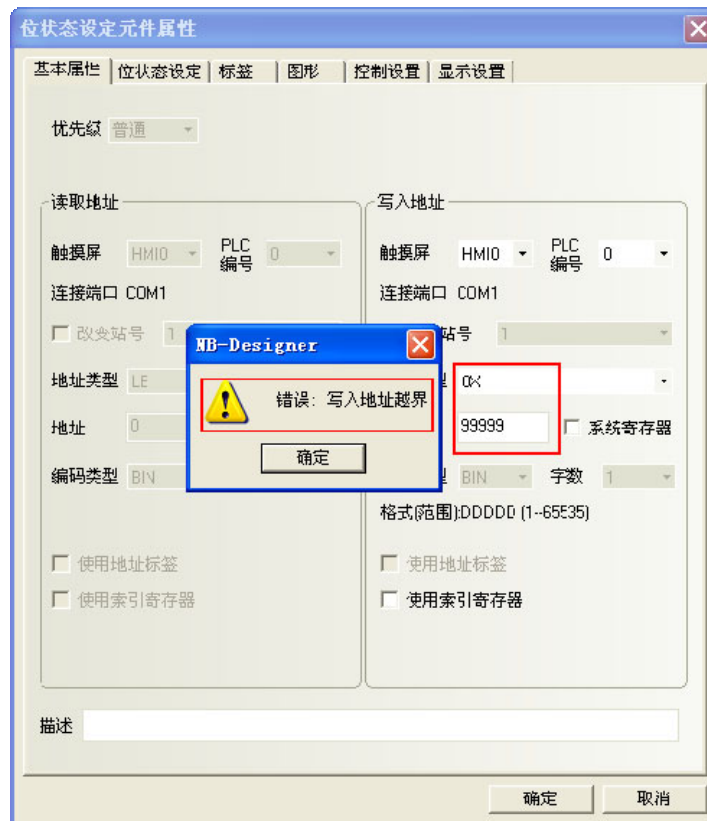 位状态设定元件属性
基本属性 位状态设定 标签 图形 控制设置 显示设置
优先级 普通
读取地址
触摸屏 HMI0 PLC编号 0
连接端口 COM1
改变站号 1
地址类型 LB
地址 0
编码类型 BIN
使用地址标签
使用索引寄存器
写入地址
触摸屏 HMI0 PLC编号 0
连接端口 COM1
站号 1
0X
99999 系统寄存器
BIN 字数 1
格式(范围):DDDDD (1--65535)
使用地址标签
使用索引寄存器
NB-Designer
错误: 写入地址越界
确定
描述
确定 取消